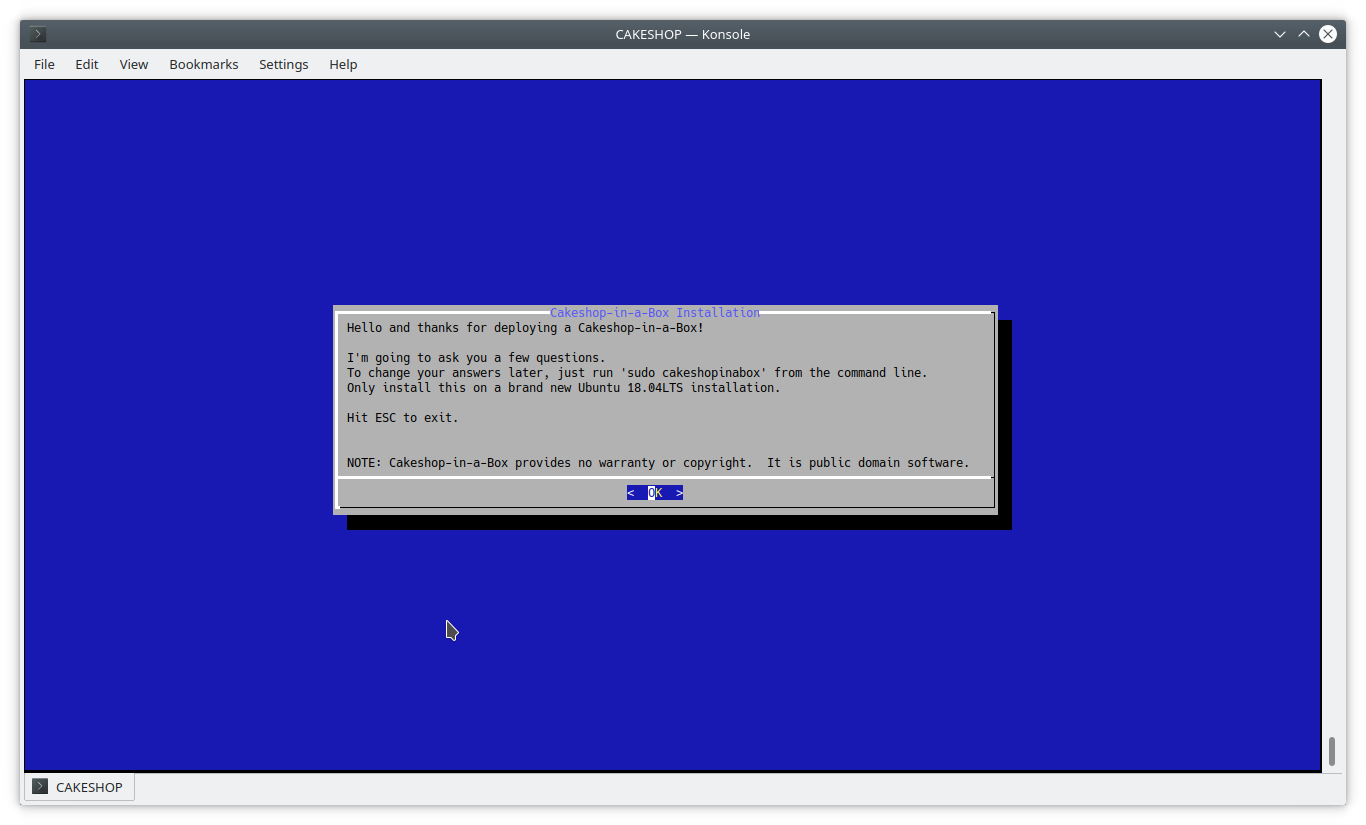 CAKESHOP — Konsole
File Edit View Bookmarks Settings Help
Cakeshop-in-a-Box Installation
Hello and thanks for deploying a Cakeshop-in-a-Box!
I'm going to ask you a few questions.
To change your answers later, just run 'sudo cakeshopinabox' from the command line.
Only install this on a brand new Ubuntu 18.04LTS installation.
Hit ESC to exit.
NOTE: Cakeshop-in-a-Box provides no warranty or copyright.  It is public domain software.
<  OK  >
CAKESHOP